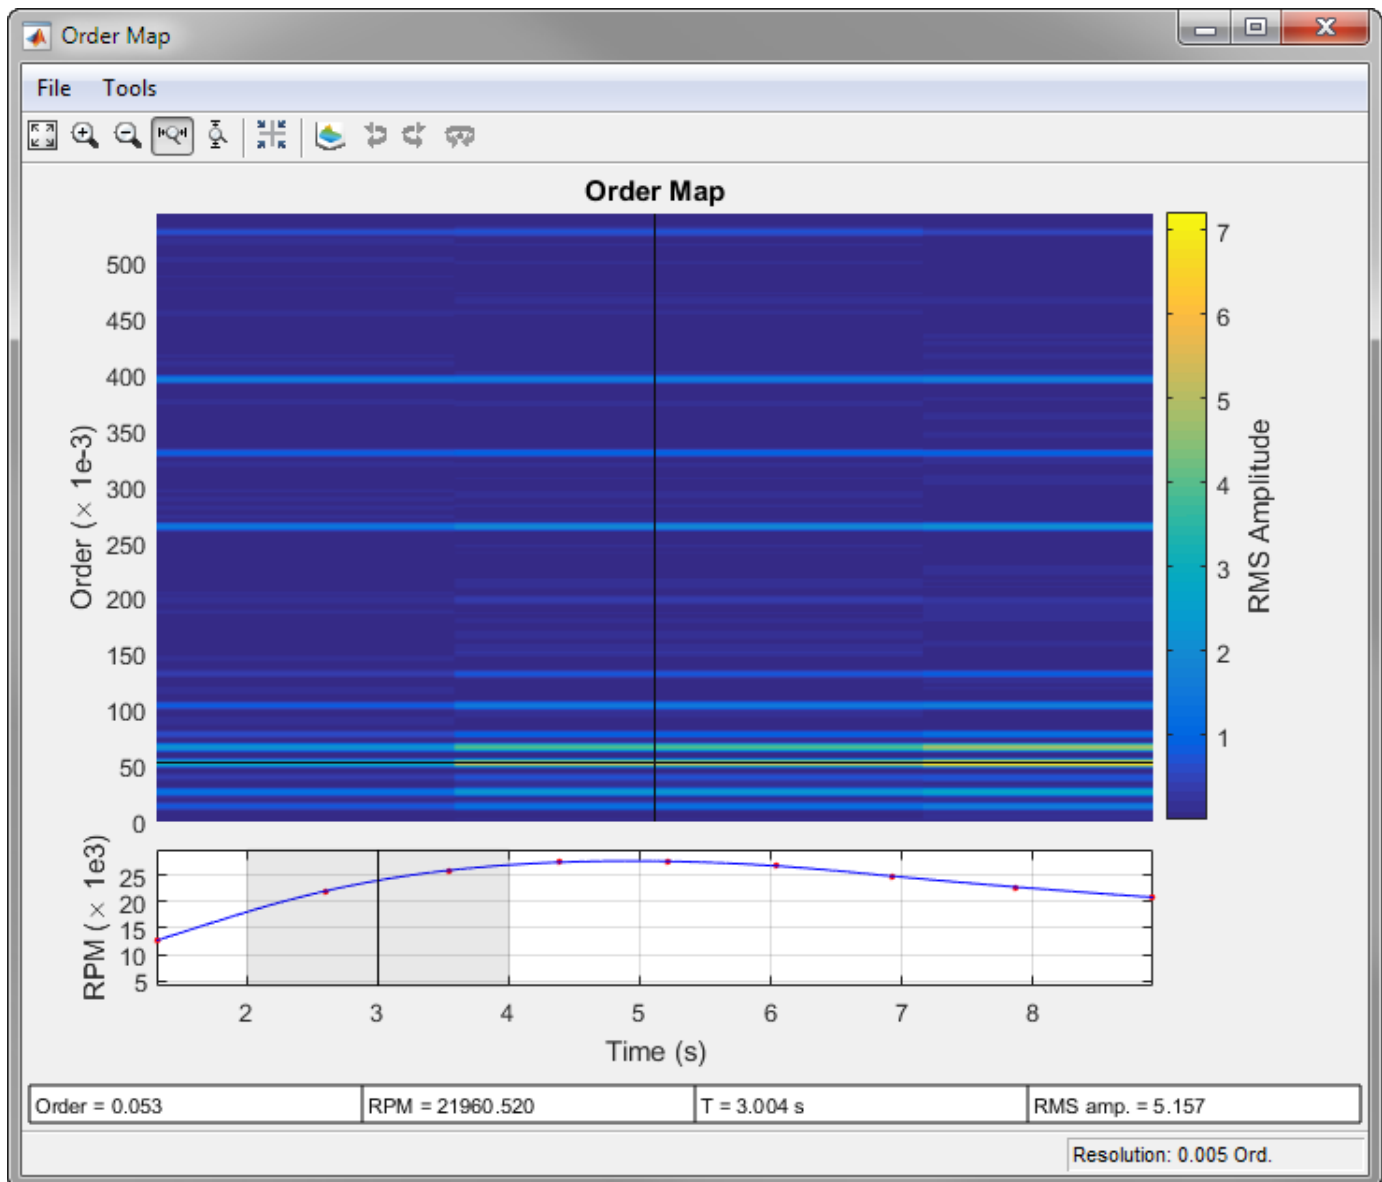 Order Map
File Tools
Order Map
500
450
400
350
300
250
200
150
100
50
0
Order (× 1e-3)
7
6
5
4
3
2
1
RMS Amplitude
25
20
15
10
5
RPM (× 1e3)
2 3 4 5 6 7 8
Time (s)
Order = 0.053 RPM = 21960.520 T = 3.004 s RMS amp. = 5.157
Resolution: 0.005 Ord.